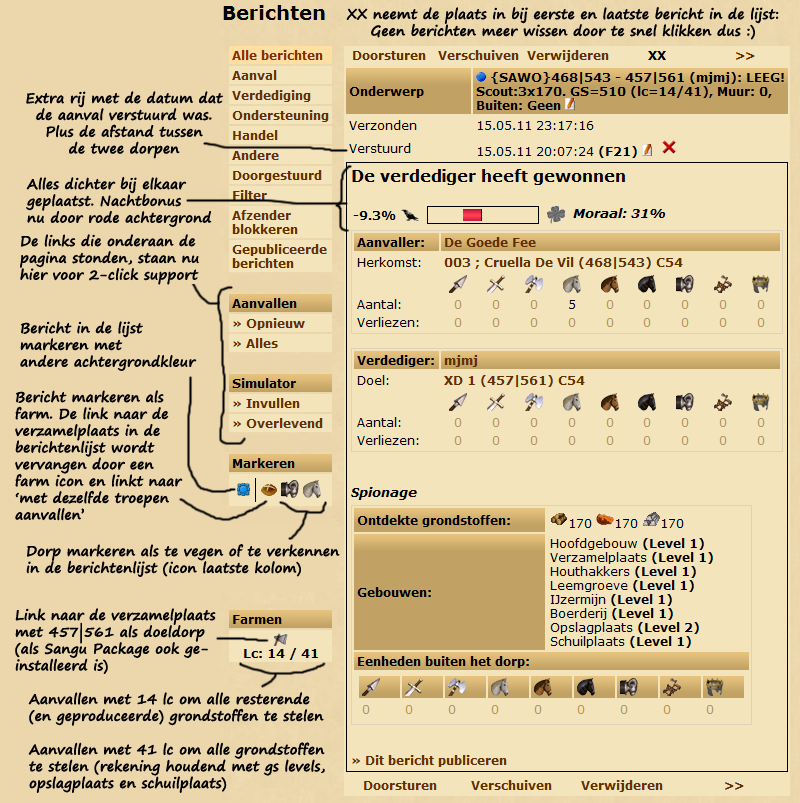 Berichten
XX neemt de plaats in bij eerste en laatste bericht in de lijst:
Geen berichten meer wissen door te snel klikken dus :)
Alle berichten
Aanval
Verdediging
Ondersteuning
Handel
Andere
Doorgestuurd
Filter
Afzender
blokkeren
Gepubliceerde
berichten
Extra rij met de datum dat
de aanval verstuurd was.
Plus de afstand tussen
de twee dorpen
Alles dichter bij elkaar
geplaatst. Nachtbonus
nu door rode achtergrond
De links die onderaan de
pagina stonden, staan nu
hier voor 2-click support
Aanvallen
» Opnieuw
» Alles
Bericht in de lijst
markeren met
andere achtergrondkleur
Simulator
» Invullen
» Overlevend
Bericht markeren als
farm. De link naar de
verzamelplaats in de
berichtenlijst wordt
vervangen door een
farm icon en linkt naar
‘met dezelfde troepen
aanvallen’
Markeren
Dorp markeren als te vegen of te verkennen
in de berichtenlijst (icon laatste kolom)
Link naar de verzamelplaats
met 457|561 als doeldorp
(als Sangu Package ook ge-
installeerd is)
Farmen
Lc: 14 / 41
Aanvallen met 14 lc om alle resterende
(en geproduceerde) grondstoffen te stelen
Aanvallen met 41 lc om alle grondstoffen
te stelen (rekening houdend met gs levels,
opslagplaats en schuilplaats)
Doorsturen Verschuiven Verwijderen XX >>
Onderwerp {SAWO}468|543 - 457|561 (mjmj): LEEG!
Scout:3x170. GS=510 (lc=14/41), Muur: 0,
Buiten: Geen
Verzonden 15.05.11 23:17:16
Verstuurd 15.05.11 20:07:24 (F21)
De verdediger heeft gewonnen
-9.3% Moraal: 31%
Aanvaller: De Goede Fee
Herkomst: 003 ; Cruella De Vil (468|543) C54
Aantal: 0 0 0 5 0 0 0 0 0
Verliezen: 0 0 0 0 0 0 0 0 0
Verdediger: mjmj
Doel: XD 1 (457|561) C54
Aantal: 0 0 0 0 0 0 0 0 0
Verliezen: 0 0 0 0 0 0 0 0 0
Spionage
Ontdekte grondstoffen: 170 170 170
Gebouwen:
Hoofdgebouw (Level 1)
Verzamelplaats (Level 1)
Houthakkers (Level 1)
Leemgroeve (Level 1)
IJzermijn (Level 1)
Boerderij (Level 1)
Opslagplaats (Level 2)
Schuilplaats (Level 1)
Eenheden buiten het dorp:
0 0 0 0 0 0 0 0 0
» Dit bericht publiceren
Doorsturen Verschuiven Verwijderen >>